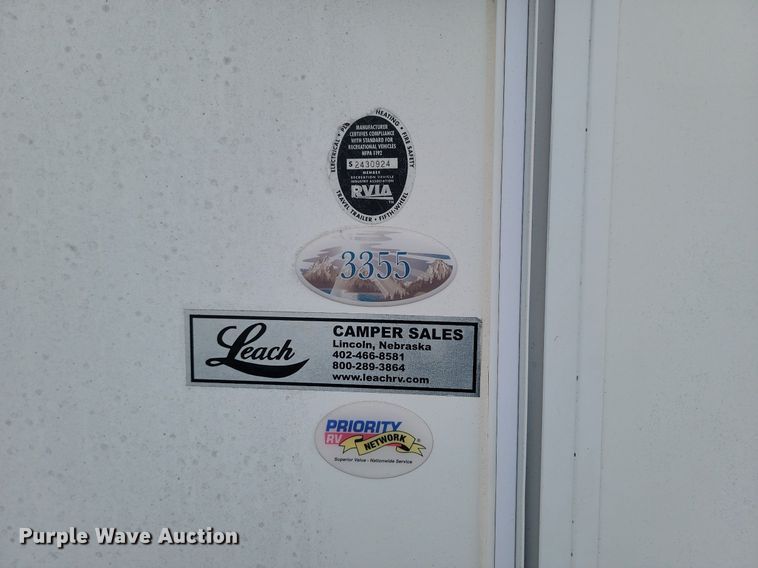 ELECTRICAL • HEATING • FIRE SAFETY
MANUFACTURER
CERTIFIES COMPLIANCE
WITH STANDARD FOR
RECREATIONAL VEHICLES
NFPA 1192
S 2430924
MEMBER
RECREATION VEHICLE
INDUSTRY ASSOCIATION
RVIA
TRAVEL TRAILER • FIFTH WHEEL
3355
Leach
CAMPER SALES
Lincoln, Nebraska
402-466-8581
800-289-3864
www.leachrv.com
PRIORITY
RV NETWORK®
Superior Value - Nationwide Service
Purple Wave Auction